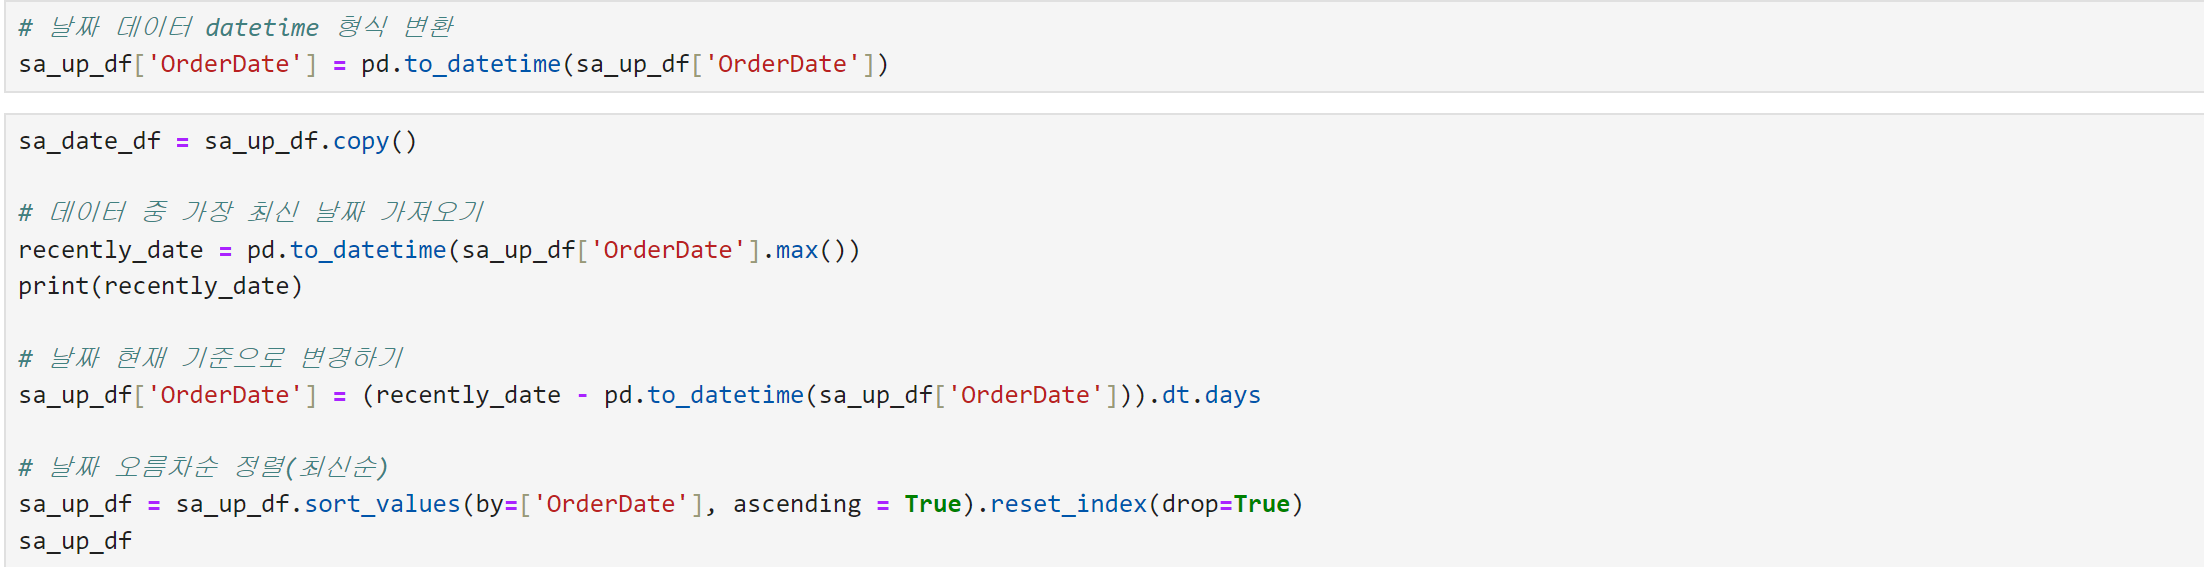 # 날짜 데이터 datetime 형식 변환
sa_up_df['OrderDate'] = pd.to_datetime(sa_up_df['OrderDate'])
sa_date_df = sa_up_df.copy()
# 데이터 중 가장 최신 날짜 가져오기
recently_date = pd.to_datetime(sa_up_df['OrderDate'].max())
print(recently_date)
# 날짜 현재 기준으로 변경하기
sa_up_df['OrderDate'] = (recently_date - pd.to_datetime(sa_up_df['OrderDate'])).dt.days
# 날짜 오름차순 정렬(최신순)
sa_up_df = sa_up_df.sort_values(by=['OrderDate'], ascending = True).reset_index(drop=True)
sa_up_df